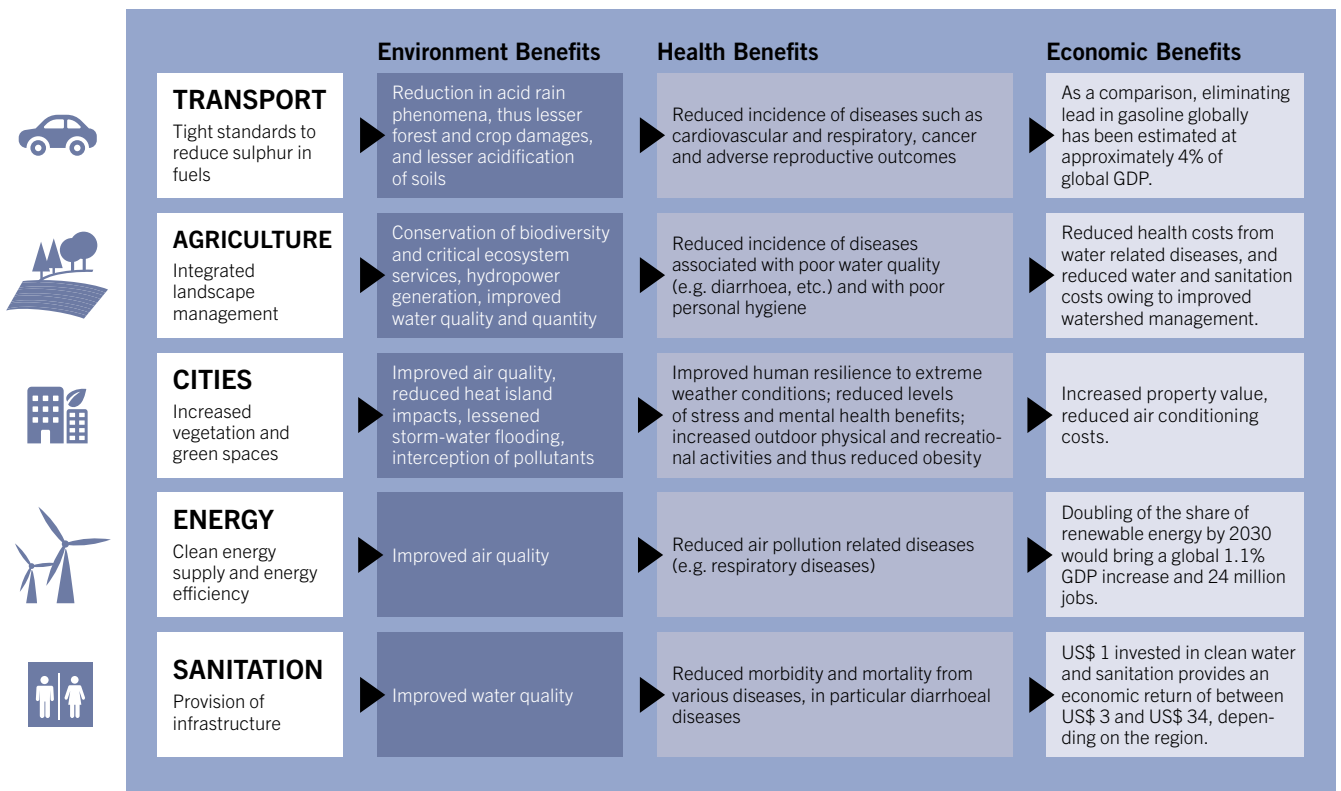 Environment Benefits
Health Benefits
Economic Benefits
TRANSPORT
Tight standards to
reduce sulphur in
fuels
Reduction in acid rain
phenomena, thus lesser
forest and crop damages,
and lesser acidification
of soils
Reduced incidence of diseases such as
cardiovascular and respiratory, cancer
and adverse reproductive outcomes
As a comparison, eliminating
lead in gasoline globally
has been estimated at
approximately 4% of
global GDP.
AGRICULTURE
Integrated
landscape
management
Conservation of biodiversity
and critical ecosystem
services, hydropower
generation, improved
water quality and quantity
Reduced incidence of diseases
associated with poor water quality
(e.g. diarrhoea, etc.) and with poor
personal hygiene
Reduced health costs from
water related diseases, and
reduced water and sanitation
costs owing to improved
watershed management.
CITIES
Increased
vegetation and
green spaces
Improved air quality,
reduced heat island
impacts, lessened
storm-water flooding,
interception of pollutants
Improved human resilience to extreme
weather conditions; reduced levels
of stress and mental health benefits;
increased outdoor physical and recreatio-
nal activities and thus reduced obesity
Increased property value,
reduced air conditioning
costs.
ENERGY
Clean energy
supply and energy
efficiency
Improved air quality
Reduced air pollution related diseases
(e.g. respiratory diseases)
Doubling of the share of
renewable energy by 2030
would bring a global 1.1%
GDP increase and 24 million
jobs.
SANITATION
Provision of
infrastructure
Improved water quality
Reduced morbidity and mortality from
various diseases, in particular diarrhoeal
diseases
US$ 1 invested in clean water
and sanitation provides an
economic return of between
US$ 3 and US$ 34, depen-
ding on the region.